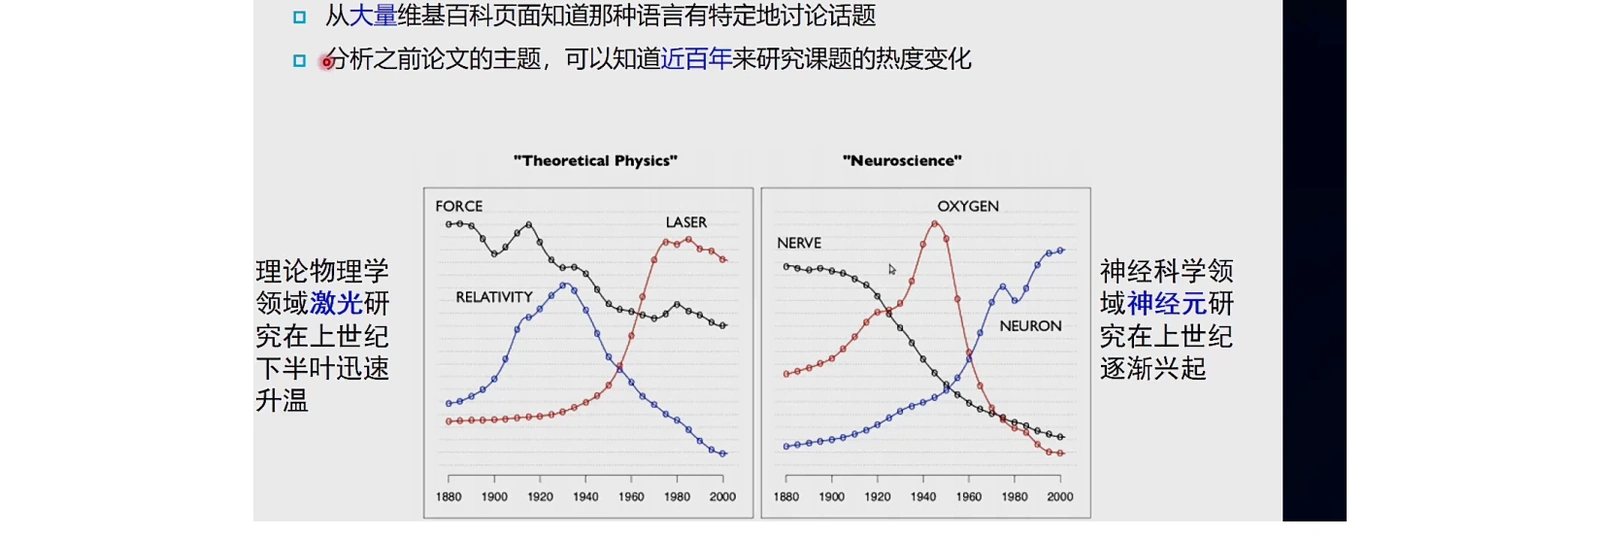 从大量维基百科页面知道那种语言有特定地讨论话题
分析之前论文的主题，可以知道近百年来研究课题的热度变化
"Theoretical Physics"
"Neuroscience"
理论物理学
领域激光研
究在上世纪
下半叶迅速
升温
FORCE
LASER
RELATIVITY
1880 1900 1920 1940 1960 1980 2000
OXYGEN
NERVE
NEURON
1880 1900 1920 1940 1960 1980 2000
神经科学领
域神经元研
究在上世纪
逐渐兴起